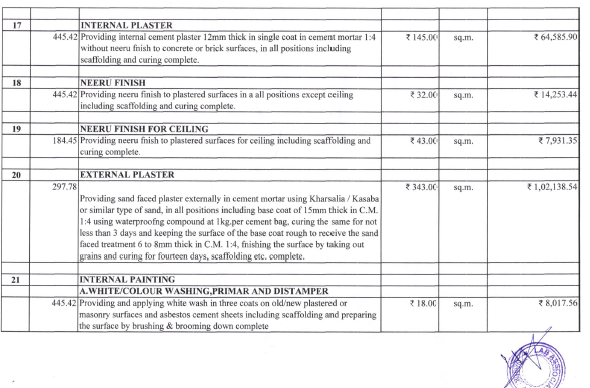 17 INTERNAL PLASTER
445.42 Providing internal cement plaster 12mm thick in single coat in cement mortar 1:4 ₹ 145.00 sq.m. ₹ 64,585.90
without neeru fnish to concrete or brick surfaces, in all positions including
scaffolding and curing complete.
18 NEERU FINISH
445.42 Providing neeru finish to plastered surfaces in a all positions except ceiling ₹ 32.00 sq.m. ₹ 14,253.44
including scaffolding and curing complete.
19 NEERU FINISH FOR CEILING
184.45 Providing neeru fnish to plastered surfaces for ceiling including scaffolding and ₹ 43.00 sq.m. ₹ 7,931.35
curing complete.
20 EXTERNAL PLASTER
297.78 ₹ 343.00 sq.m. ₹ 1,02,138.54
Providing sand faced plaster externally in cement mortar using Kharsalia / Kasaba
or similar type of sand, in all positions including base coat of 15mm thick in C.M.
1:4 using waterproofng compound at 1kg.per cement bag, curing the same for not
less than 3 days and keeping the surface of the base coat rough to receive the sand
faced treatment 6 to 8mm thick in C.M. 1:4, fnishing the surface by taking out
grains and curing for fourteen days, scaffolding etc. complete.
21 INTERNAL PAINTING
A.WHITE/COLOUR WASHING,PRIMAR AND DISTAMPER
445.42 Providing and applying white wash in three coats on old/new plastered or ₹ 18.00 sq.m. ₹ 8,017.56
masonry surfaces and asbestos cement sheets including scaffolding and preparing
the surface by brushing & brooming down complete